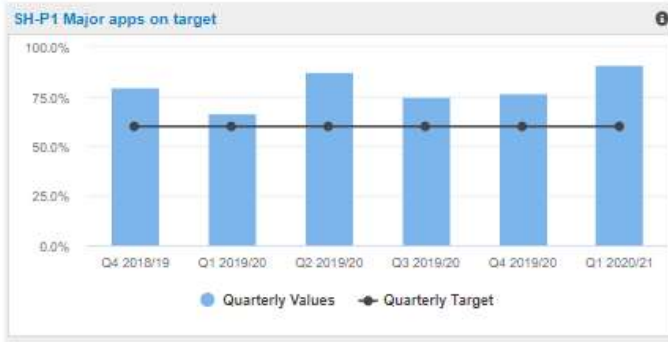 SH-P1 Major apps on target
100.0%
75.0%
50.0%
25.0%
0.0%
Q4 2018/19 Q1 2019/20 Q2 2019/20 Q3 2019/20 Q4 2019/20 Q1 2020/21
Quarterly Values Quarterly Target